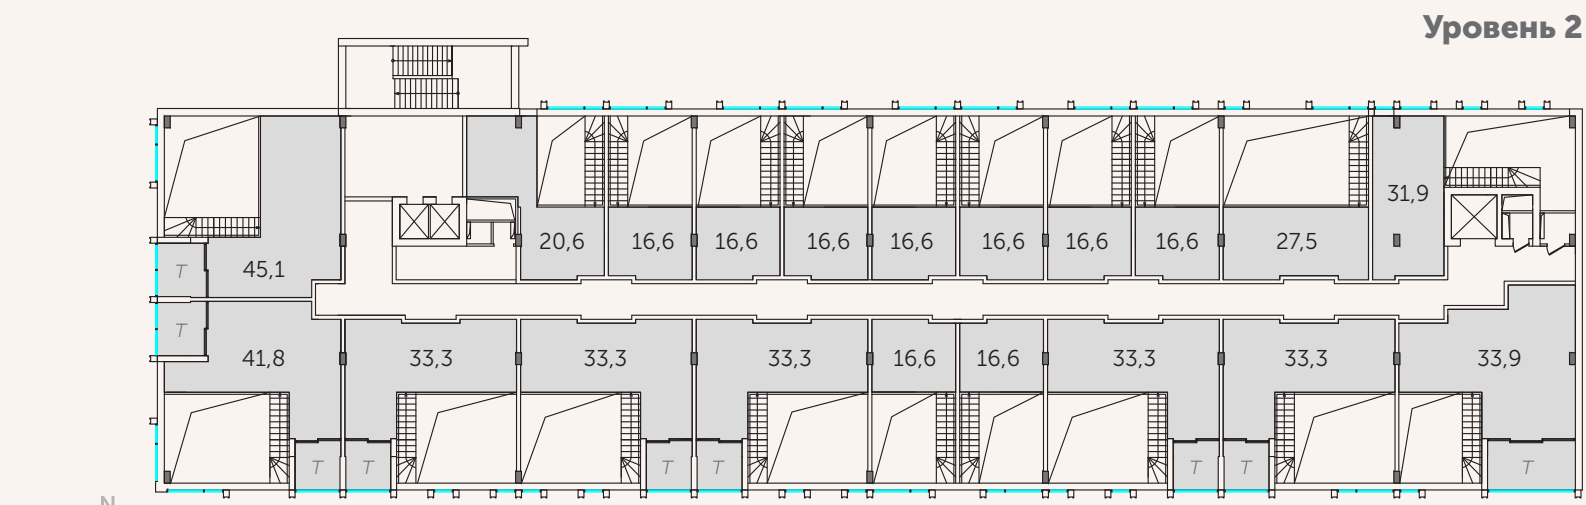 Уровень 2
31,9
20,6 16,6 16,6 16,6 16,6 16,6 16,6 16,6 27,5
T 45,1
T
41,8 33,3 33,3 33,3 16,6 16,6 33,3 33,3 33,9
T T T T T T T
N